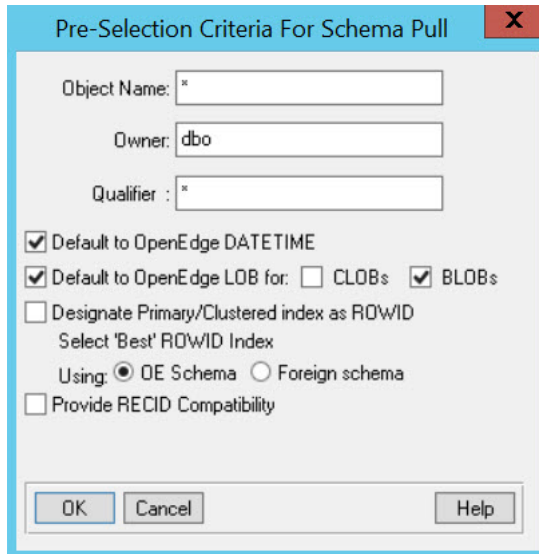 Pre-Selection Criteria For Schema Pull X
Object Name: *
Owner: dbo
Qualifier : *
Default to OpenEdge DATETIME
Default to OpenEdge LOB for: CLOBs BLOBs
Designate Primary/Clustered index as ROWID
Select 'Best' ROWID Index
Using: OE Schema Foreign schema
Provide RECID Compatibility
OK Cancel Help